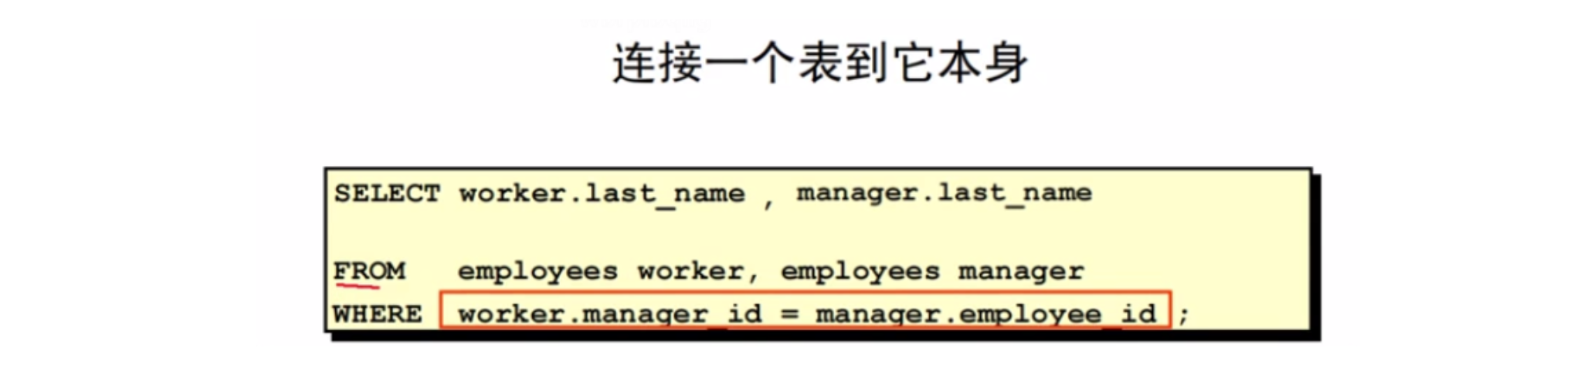 连接一个表到它本身
SELECT worker.last_name , manager.last_name
FROM employees worker, employees manager
WHERE worker.manager_id = manager.employee_id ;